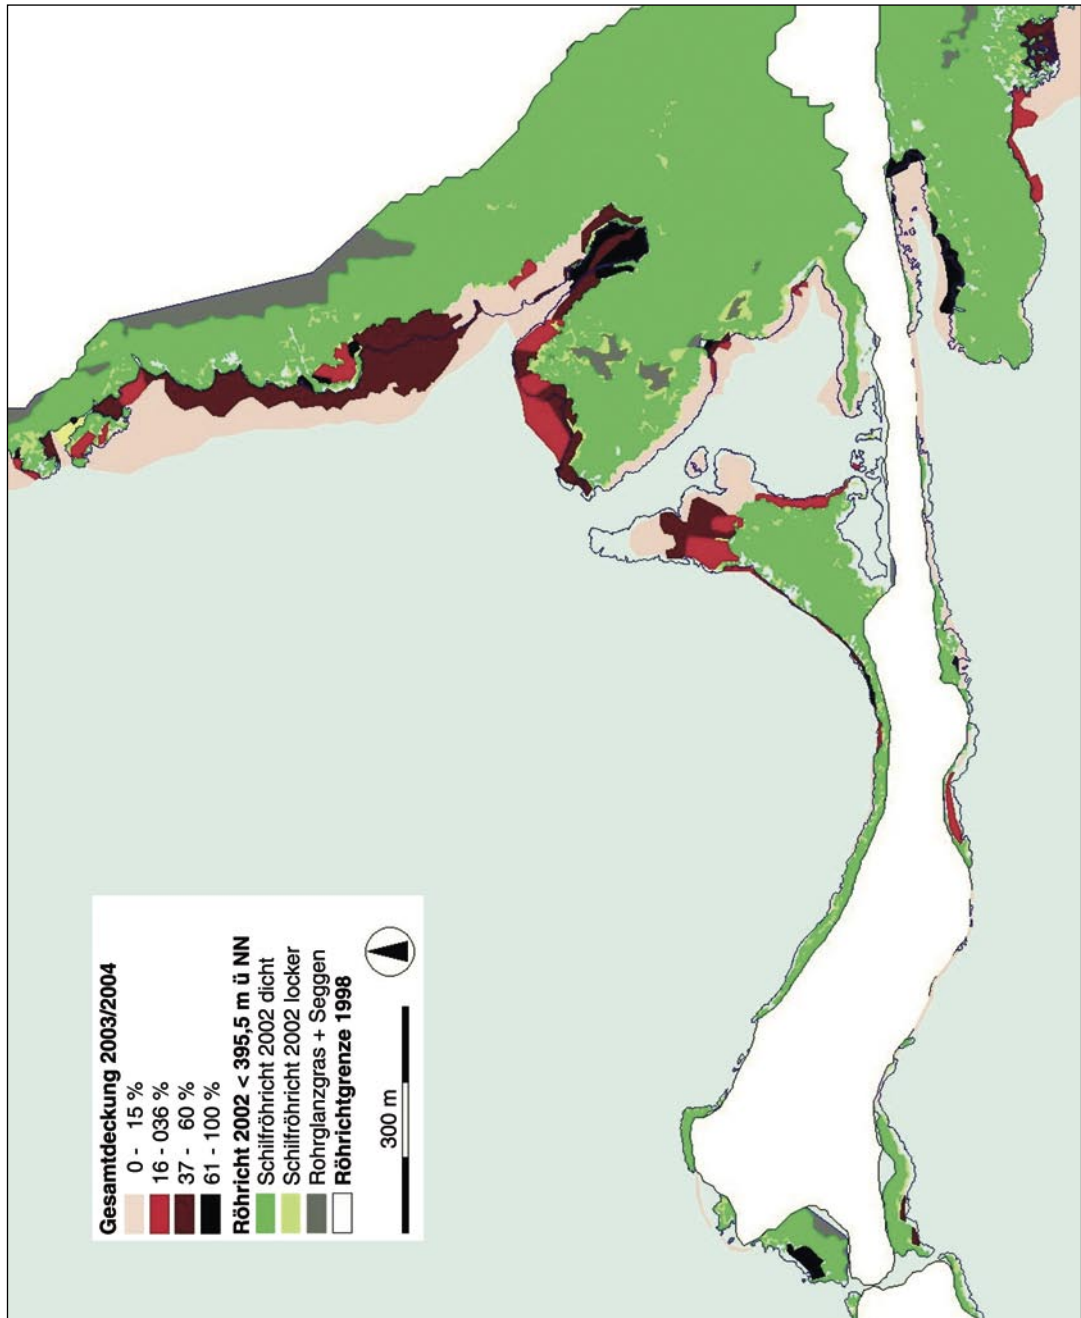 Gesamtdeckung 2003/2004
0 - 15 %
16 - 036 %
37 - 60 %
61 - 100 %
Röhricht 2002 < 395,5 m ü NN
Schilfröhricht 2002 dicht
Schilfröhricht 2002 locker
Rohrglanzgras + Seggen
Röhrichtgrenze 1998
300 m